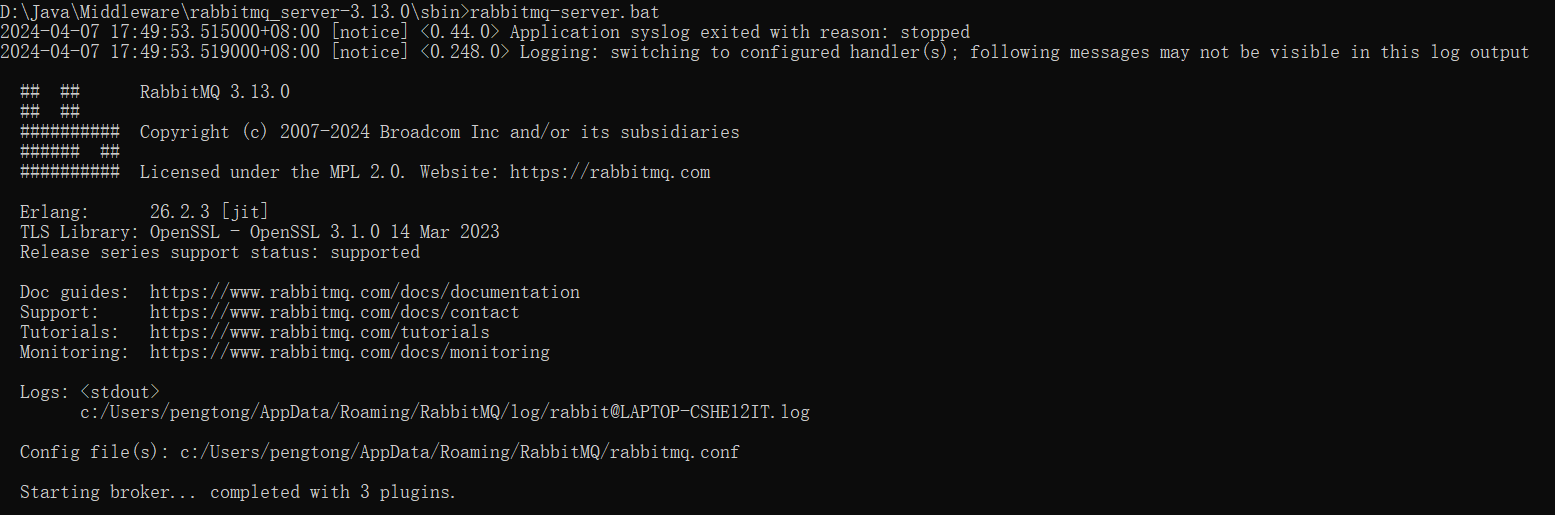 D:\Java\Middleware\rabbitmq_server-3.13.0\sbin>rabbitmq-server.bat
2024-04-07 17:49:53.515000+08:00 [notice] <0.44.0> Application syslog exited with reason: stopped
2024-04-07 17:49:53.519000+08:00 [notice] <0.248.0> Logging: switching to configured handler(s); following messages may not be visible in this log output
  ##  ##      RabbitMQ 3.13.0
  ##  ##
  ##########  Copyright (c) 2007-2024 Broadcom Inc and/or its subsidiaries
  ######  ##
  ##########  Licensed under the MPL 2.0. Website: https://rabbitmq.com
  Erlang:      26.2.3 [jit]
  TLS Library: OpenSSL - OpenSSL 3.1.0 14 Mar 2023
  Release series support status: supported
  Doc guides:  https://www.rabbitmq.com/docs/documentation
  Support:     https://www.rabbitmq.com/docs/contact
  Tutorials:   https://www.rabbitmq.com/tutorials
  Monitoring:  https://www.rabbitmq.com/docs/monitoring
  Logs: <stdout>
        c:/Users/pengtong/AppData/Roaming/RabbitMQ/log/rabbit@LAPTOP-CSHE12IT.log
  Config file(s): c:/Users/pengtong/AppData/Roaming/RabbitMQ/rabbitmq.conf
  Starting broker... completed with 3 plugins.